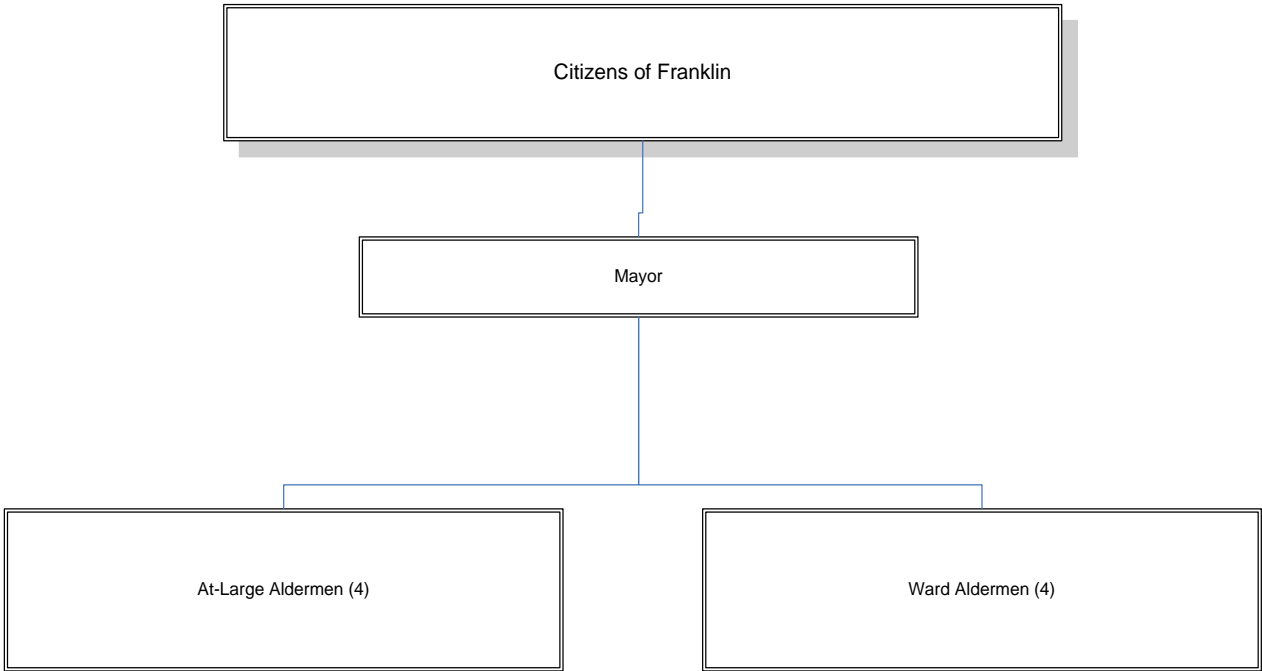 Citizens of Franklin
Mayor
At-Large Aldermen (4)
Ward Aldermen (4)